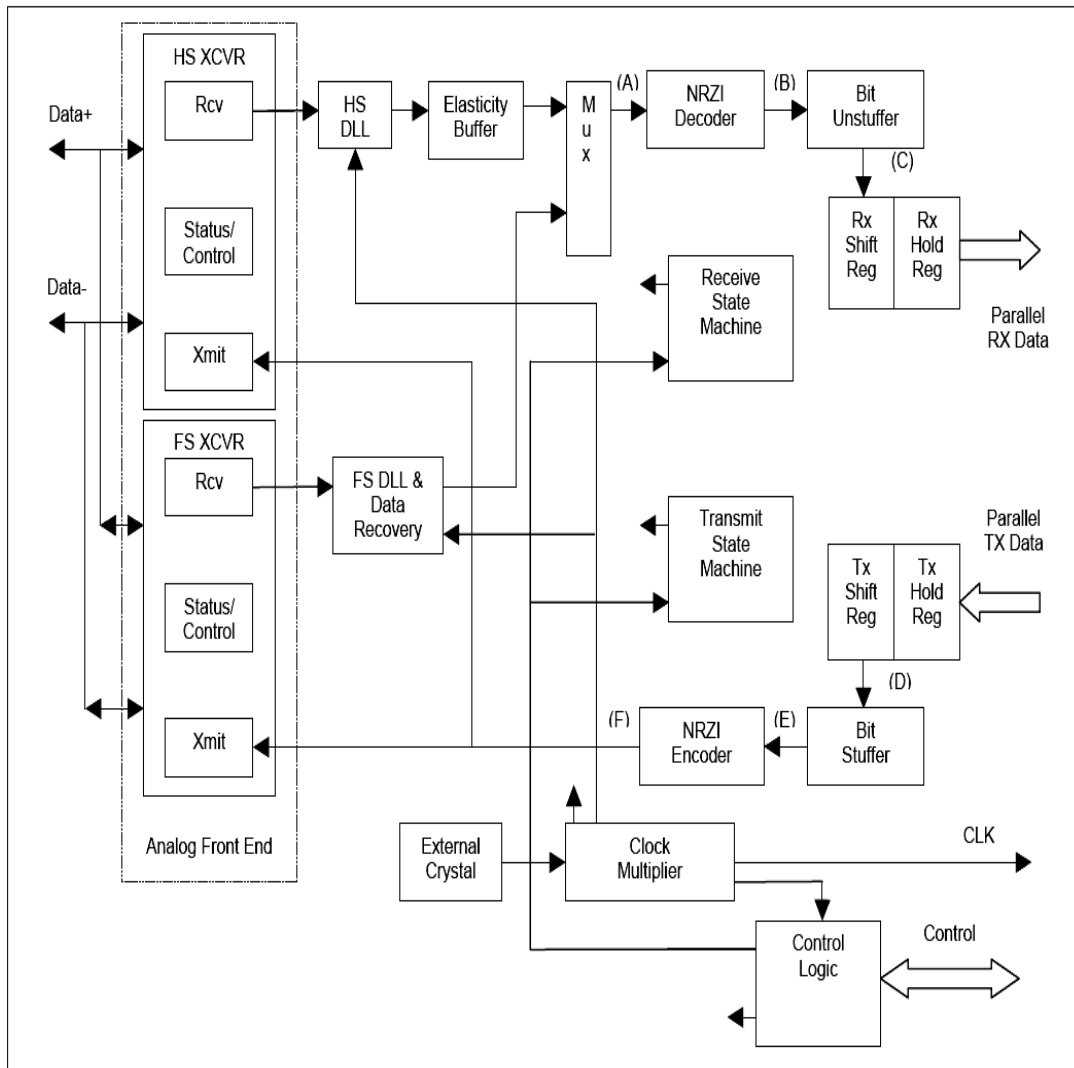 HS XCVR
Rcv
Status/
Control
Xmit
Data+
Data-
FS XCVR
Rcv
Status/
Control
Xmit
Analog Front End
HS
DLL
Elasticity
Buffer
M
u
x
(A)
NRZI
Decoder
(B)
Bit
Unstuffer
(C)
Rx
Shift
Reg
Rx
Hold
Reg
Parallel
RX Data
Receive
State
Machine
FS DLL &
Data
Recovery
Transmit
State
Machine
Parallel
TX Data
Tx
Shift
Reg
Tx
Hold
Reg
(D)
Bit
Stuffer
(E)
NRZI
Encoder
(F)
External
Crystal
Clock
Multiplier
CLK
Control
Logic
Control